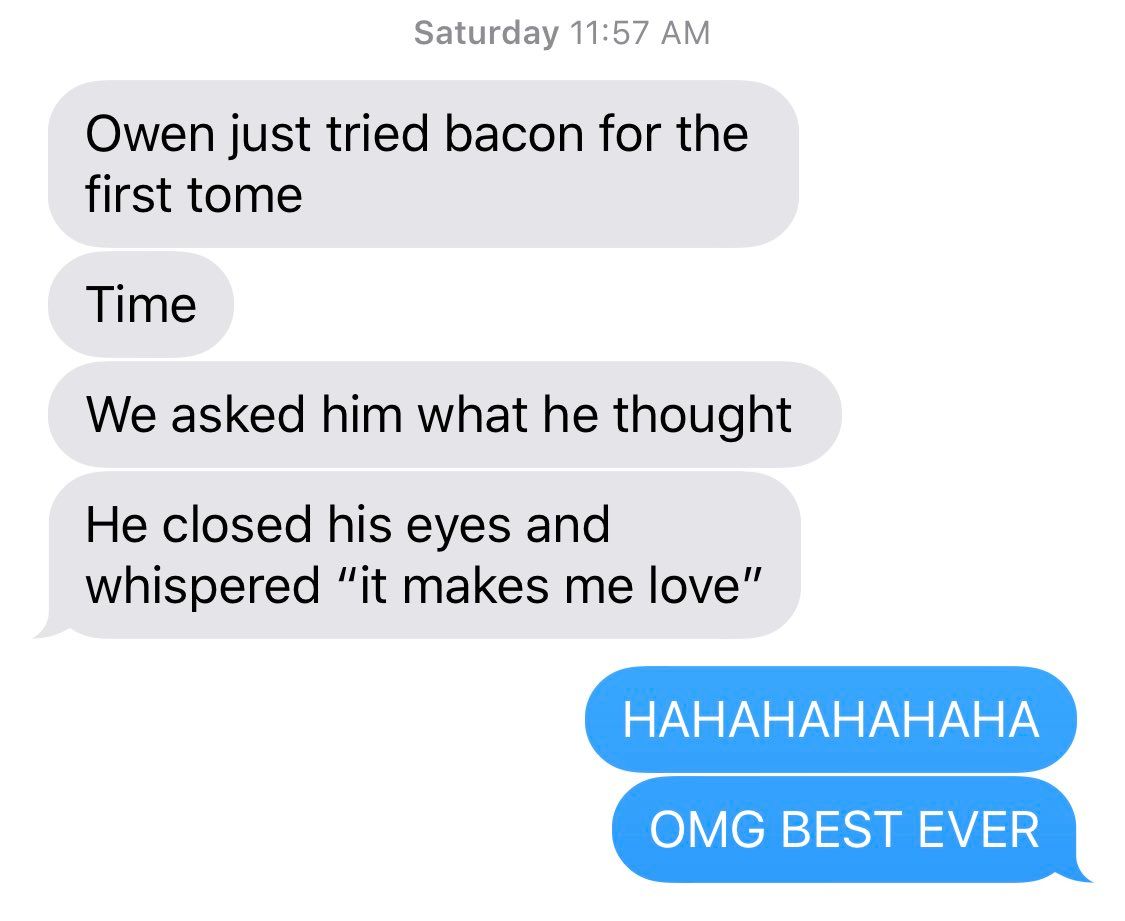 Saturday 11:57 AM
Owen just tried bacon for the
first tome
Time
We asked him what he thought
He closed his eyes and
whispered “it makes me love”
HAHAHAHAHAHA
OMG BEST EVER